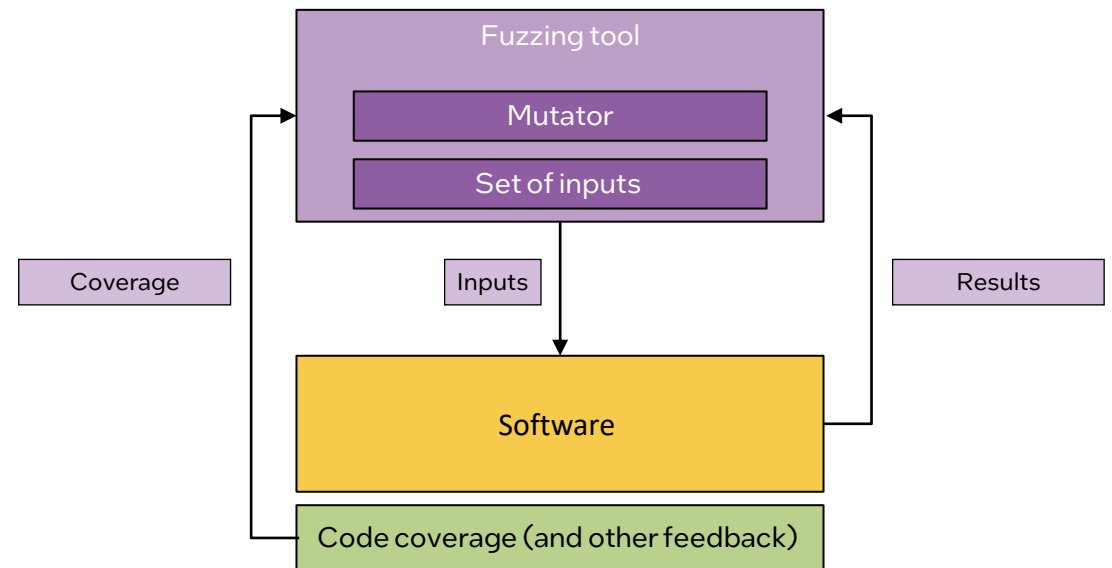 Fuzzing tool
Mutator
Set of inputs
Coverage
Inputs
Results
Software
Code coverage (and other feedback)